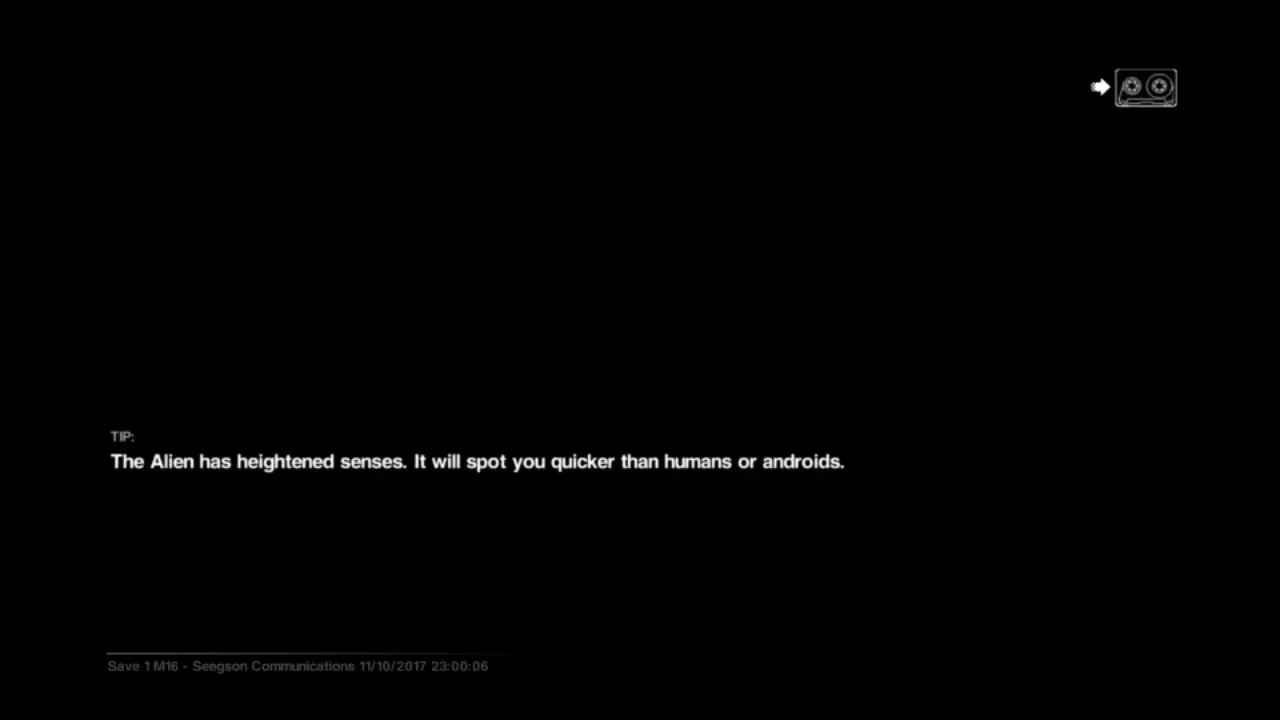 TIP:
The Alien has heightened senses. It will spot you quicker than humans or androids.
Save 1 M16 - Seegson Communications 11/10/2017 23:00:06